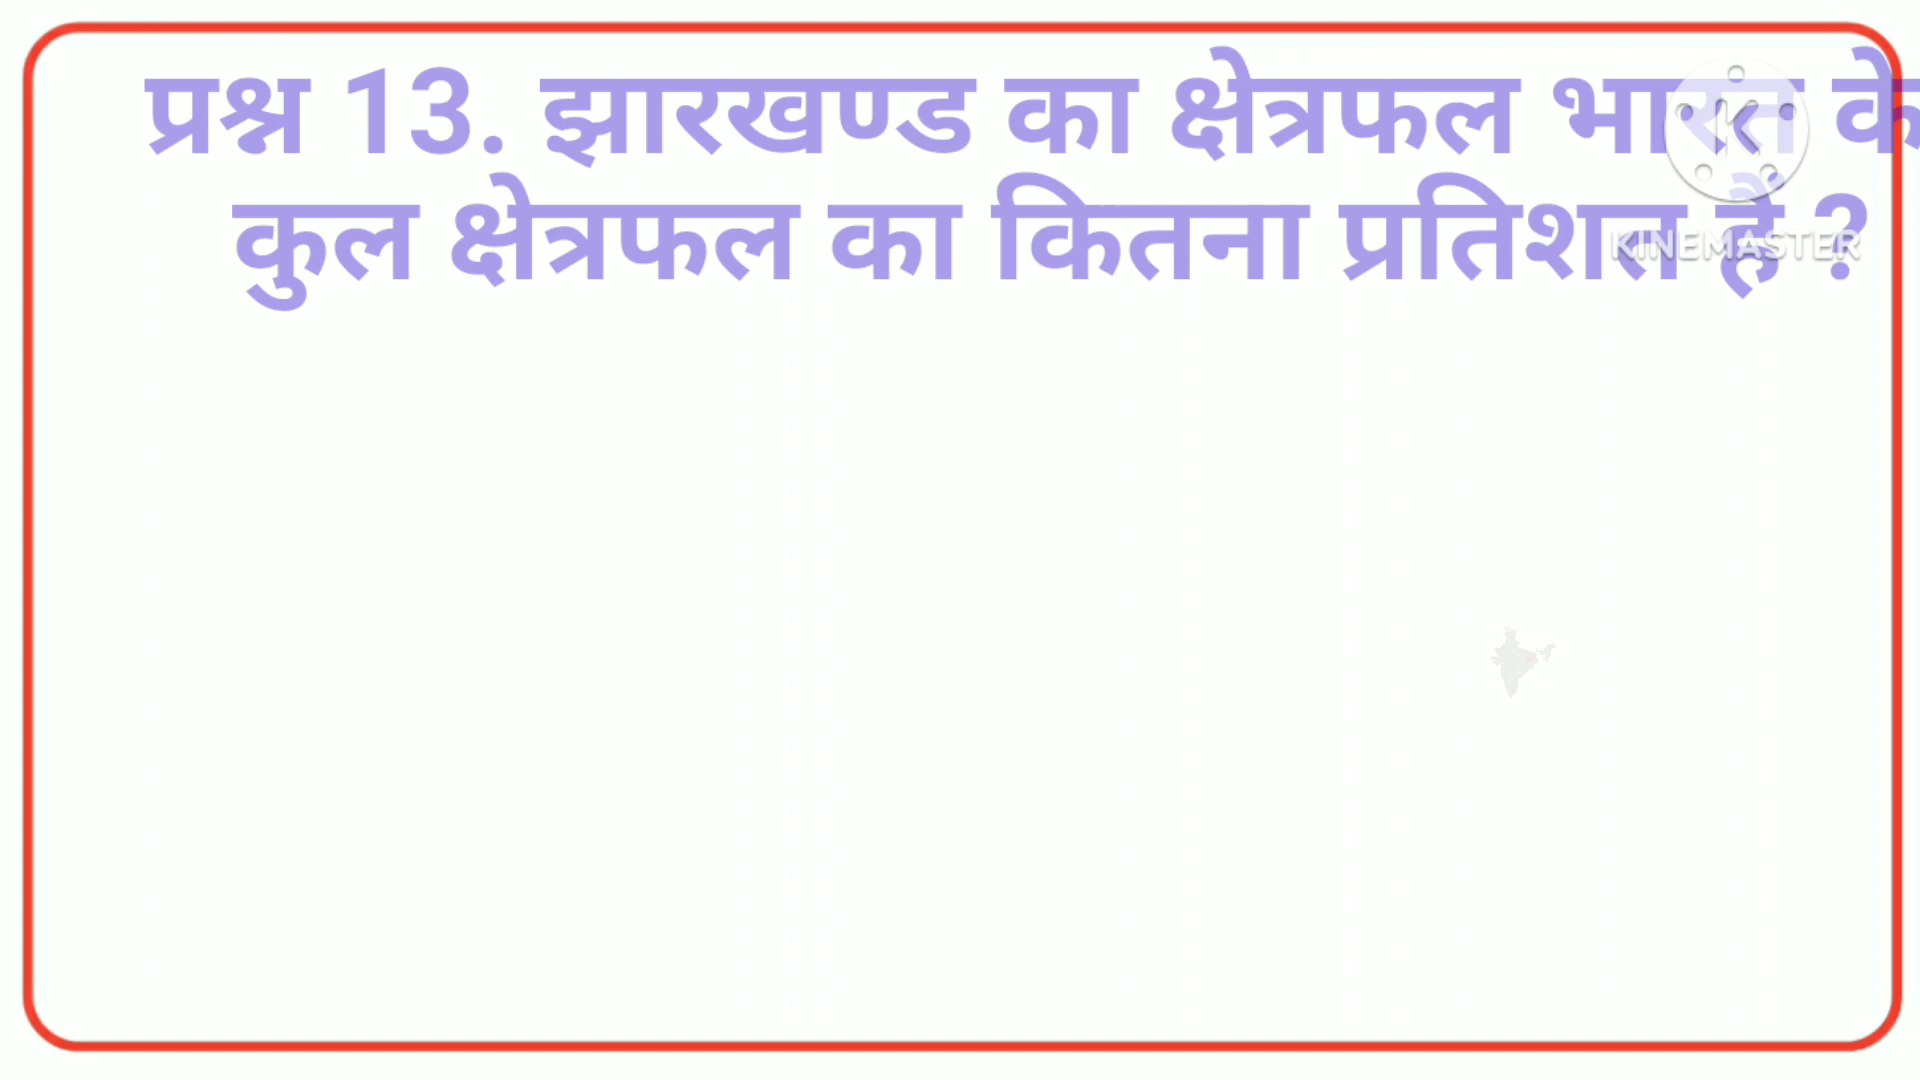 प्रश्न 13. झारखण्ड का क्षेत्रफल भारत के
कुल क्षेत्रफल का कितना प्रतिशत है ?
KINEMASTER